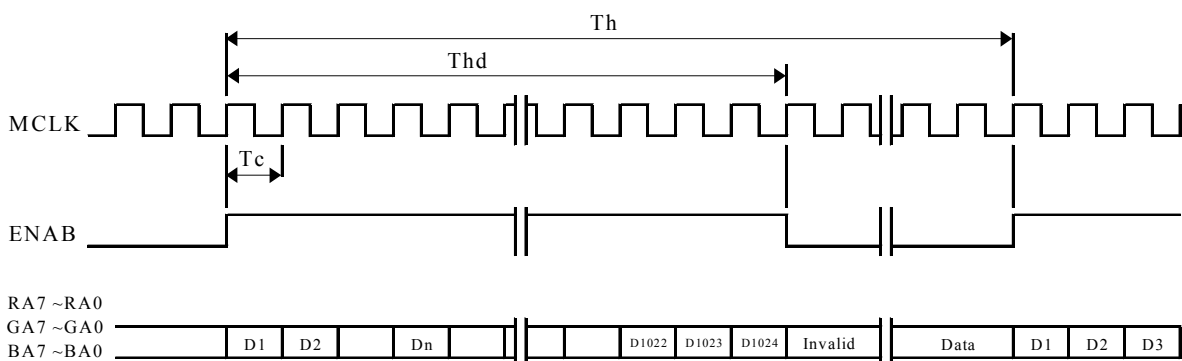 Th
Thd
MCLK
Tc
ENAB
RA7 ~RA0
GA7 ~GA0
BA7 ~BA0
D1 D2 Dn D1022 D1023 D1024 Invalid Data D1 D2 D3